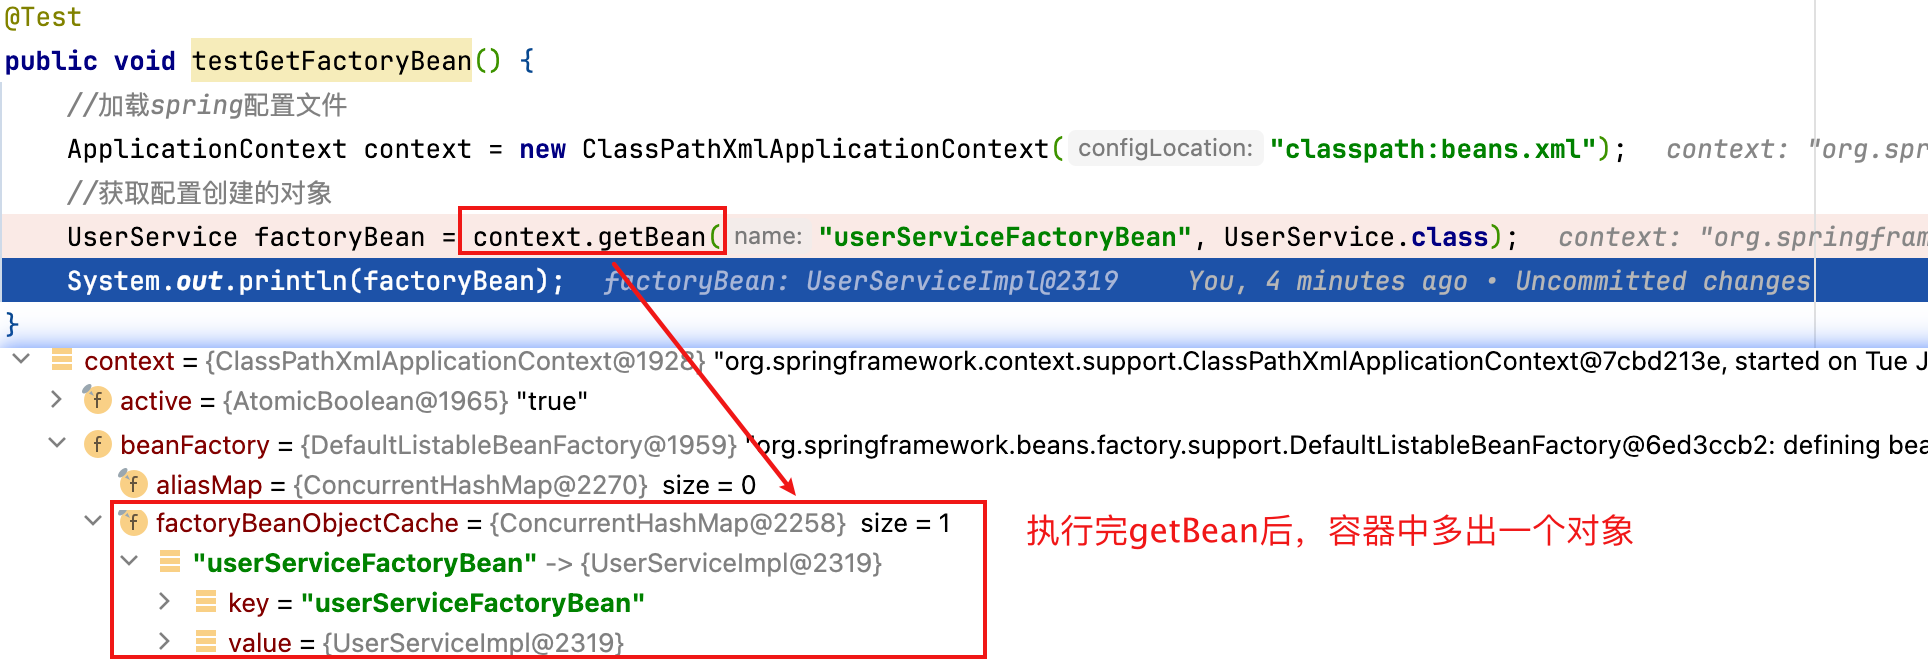 @Test
public void testGetFactoryBean() {
//加载spring配置文件
ApplicationContext context = new ClassPathXmlApplicationContext( configLocation: "classpath:beans.xml"); context: "org.spr
//获取配置创建的对象
UserService factoryBean = context.getBean( name: "userServiceFactoryBean", UserService.class); context: "org.springfram
System.out.println(factoryBean); factoryBean: UserServiceImpl@2319 You, 4 minutes ago • Uncommitted changes
}
context = {ClassPathXmlApplicationContext@1928} "org.springframework.context.support.ClassPathXmlApplicationContext@7cbd213e, started on Tue J
f active = {AtomicBoolean@1965} "true"
f beanFactory = {DefaultListableBeanFactory@1959} "org.springframework.beans.factory.support.DefaultListableBeanFactory@6ed3ccb2: defining bea
f aliasMap = {ConcurrentHashMap@2270} size = 0
f factoryBeanObjectCache = {ConcurrentHashMap@2258} size = 1
执行完getBean后，容器中多出一个对象
"userServiceFactoryBean" -> {UserServiceImpl@2319}
key = "userServiceFactoryBean"
value = {UserServiceImpl@2319}